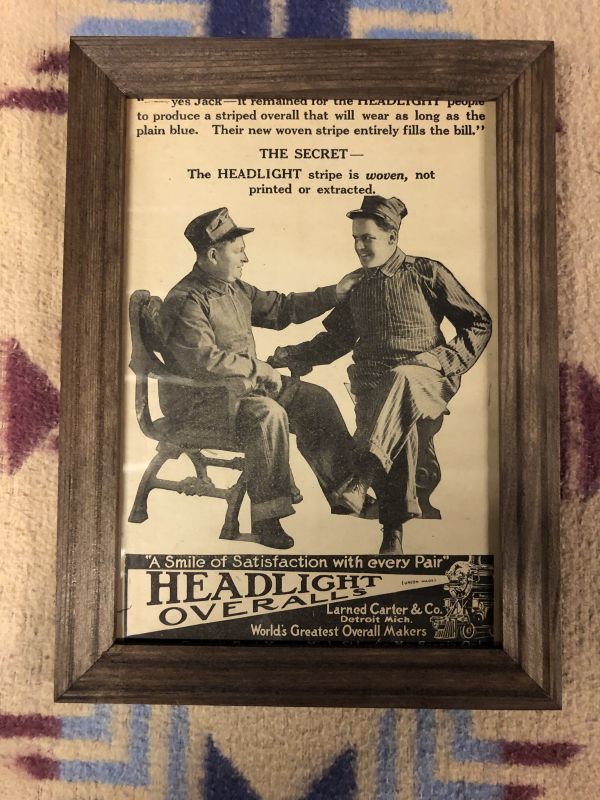 "—— yes Jack—it remained for the HEADLIGHT people
to produce a striped overall that will wear as long as the
plain blue. Their new woven stripe entirely fills the bill."
THE SECRET—
The HEADLIGHT stripe is woven, not
printed or extracted.
"A Smile of Satisfaction with every Pair"
HEADLIGHT
(UNION MADE)
OVERALLS
Larned Carter & Co.
Detroit Mich.
World's Greatest Overall Makers